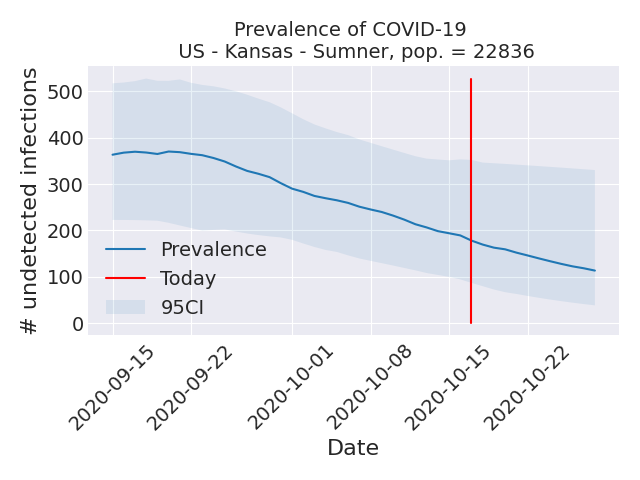 Prevalence of COVID-19
US - Kansas - Sumner, pop. = 22836
# undetected infections
500
400
300
200
100
0
Prevalence
Today
95CI
2020-09-15
2020-09-22
2020-10-01
2020-10-08
2020-10-15
2020-10-22
Date